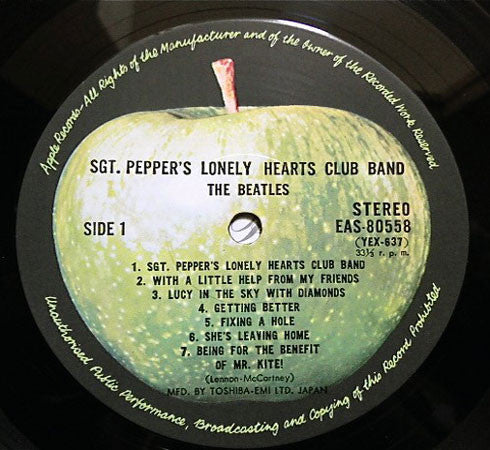 Apple Records-All Rights of the Manufacturer and of the Owner of the Recorded Work Reserved
SGT. PEPPER'S LONELY HEARTS CLUB BAND
THE BEATLES
SIDE 1
STEREO
EAS-80558
(YEX-637)
33⅓ r. p. m.
1. SGT. PEPPER'S LONELY HEARTS CLUB BAND
2. WITH A LITTLE HELP FROM MY FRIENDS
3. LUCY IN THE SKY WITH DIAMONDS
4. GETTING BETTER
5. FIXING A HOLE
6. SHE'S LEAVING HOME
7. BEING FOR THE BENEFIT
OF MR. KITE!
(Lennon-McCartney)
MFD. BY TOSHIBA-EMI LTD. JAPAN
Unauthorised Public Performance, Broadcasting and Copying of this Record Prohibited